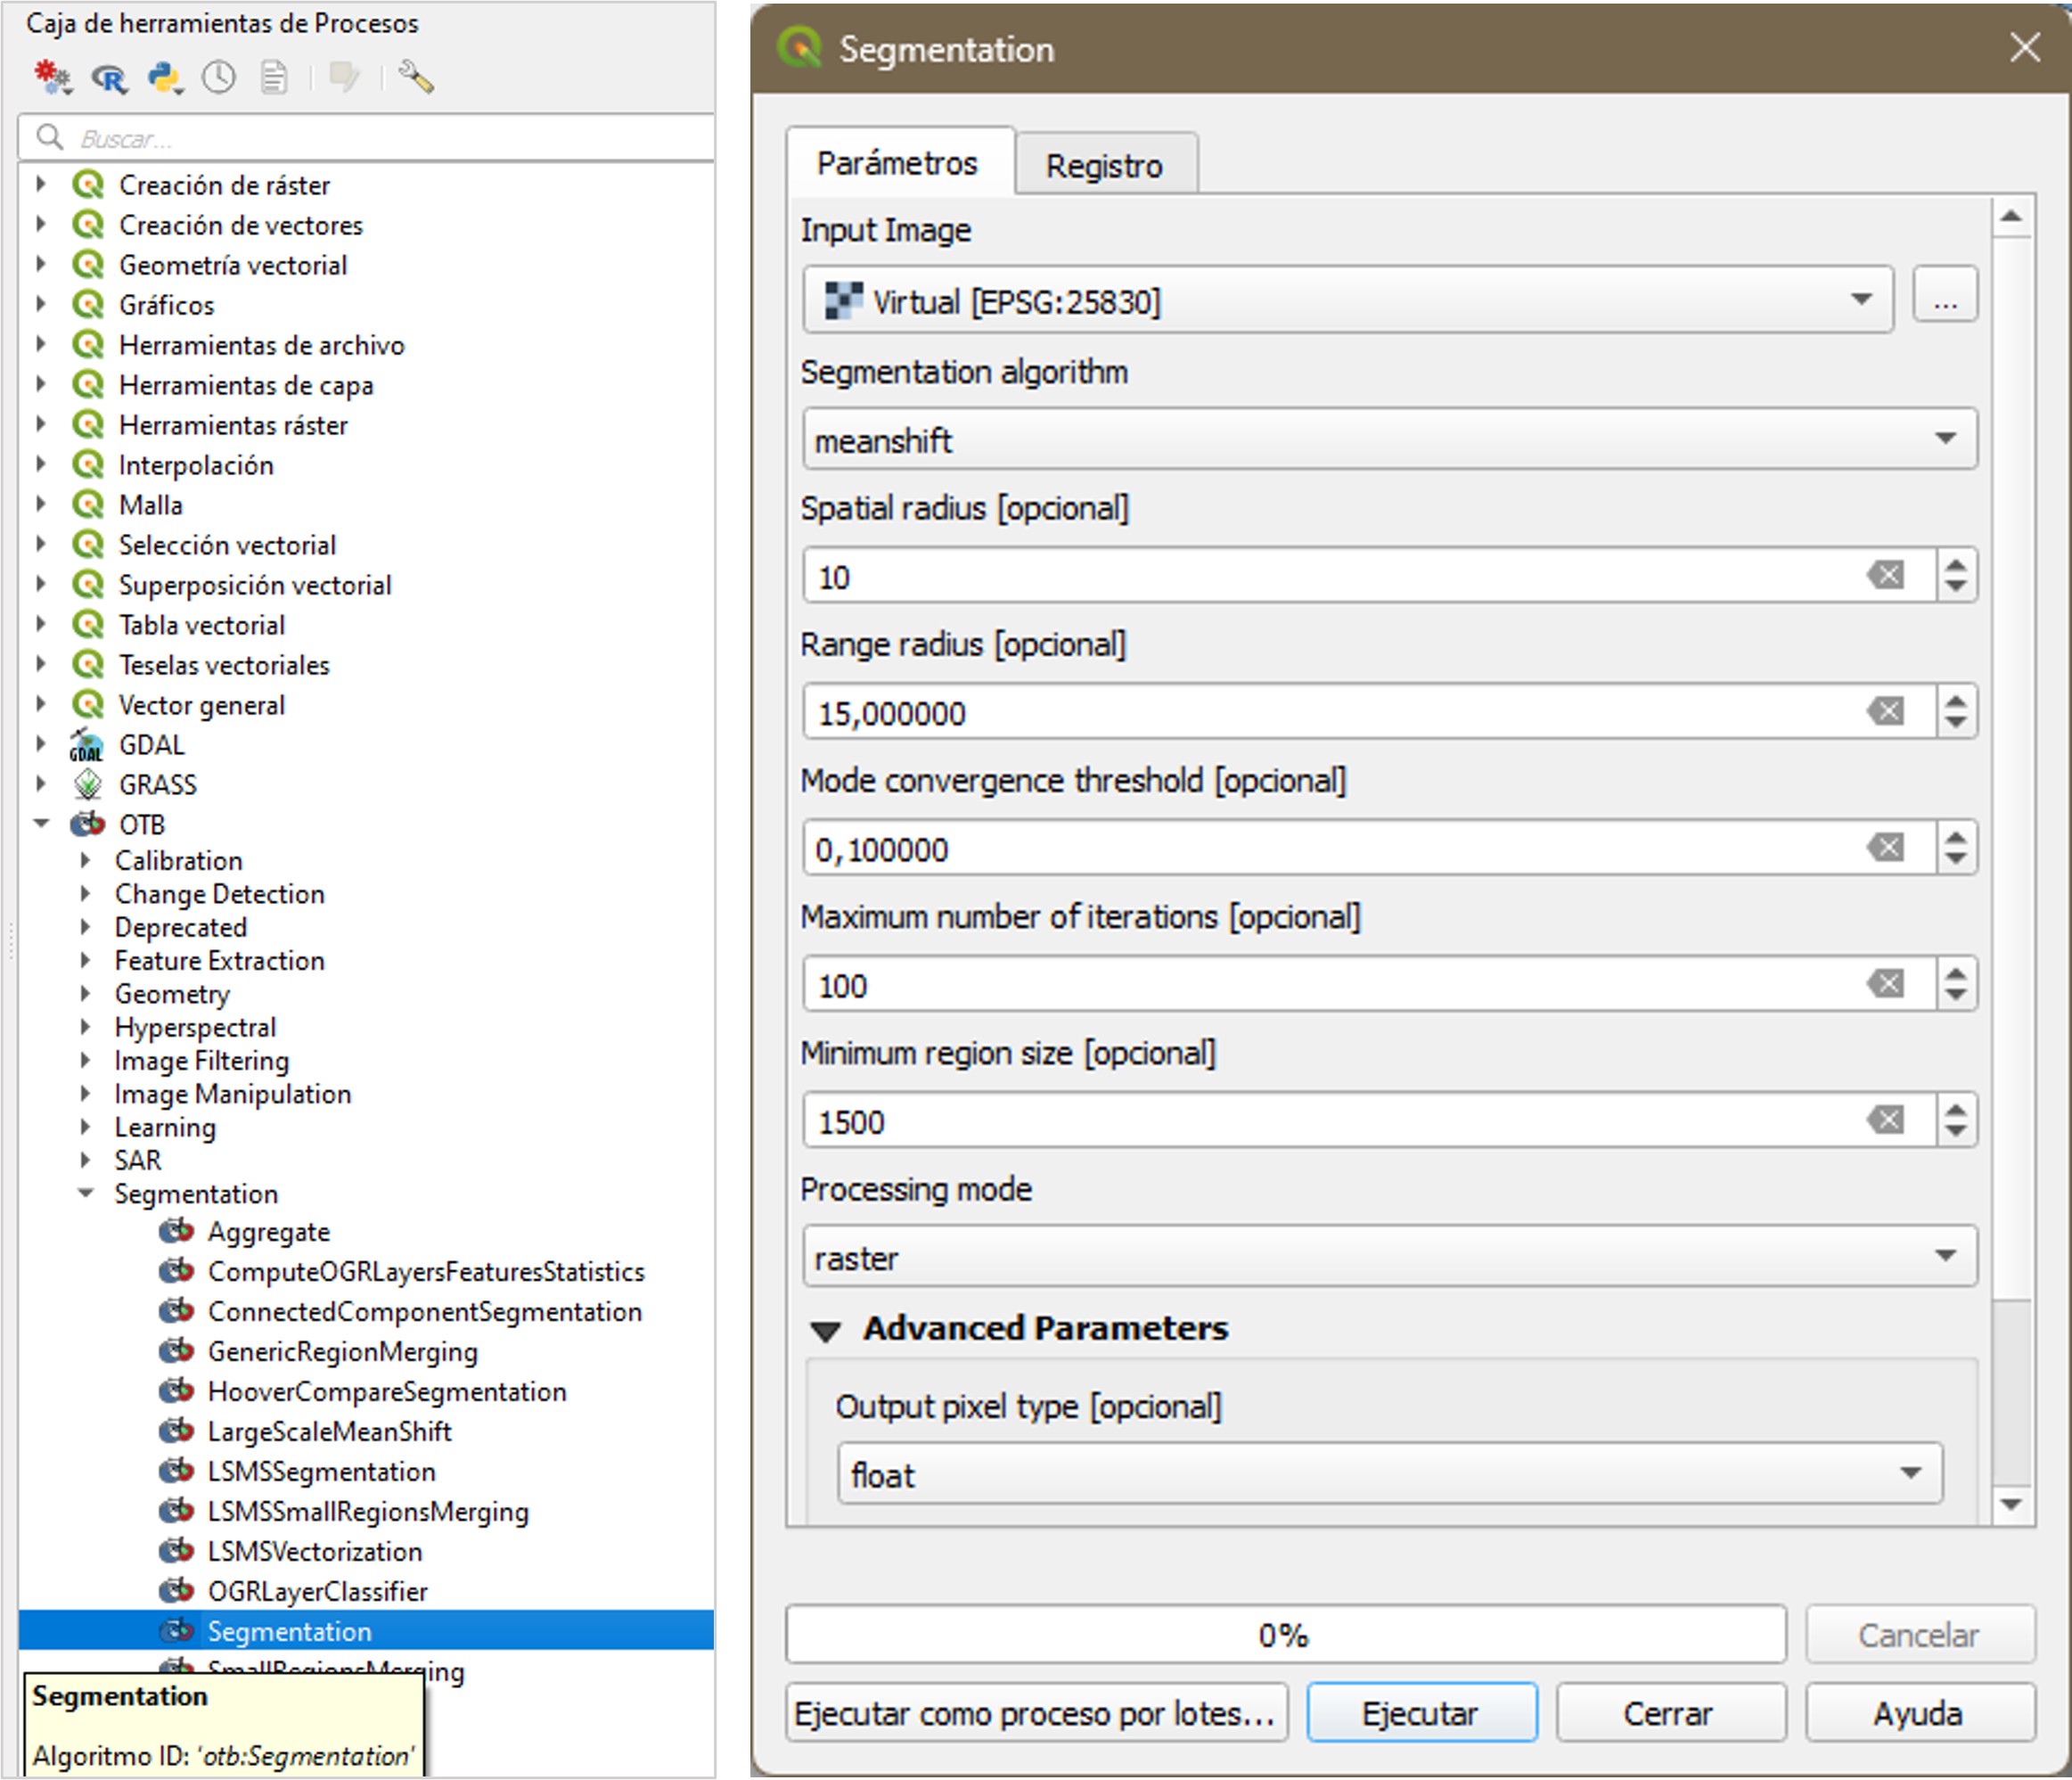 Caja de herramientas de Procesos
Buscar...
Creación de ráster
Creación de vectores
Geometría vectorial
Gráficos
Herramientas de archivo
Herramientas de capa
Herramientas ráster
Interpolación
Malla
Selección vectorial
Superposición vectorial
Tabla vectorial
Teselas vectoriales
Vector general
GDAL
GRASS
OTB
Calibration
Change Detection
Deprecated
Feature Extraction
Geometry
Hyperspectral
Image Filtering
Image Manipulation
Learning
SAR
Segmentation
Aggregate
ComputeOGRLayersFeaturesStatistics
ConnectedComponentSegmentation
GenericRegionMerging
HooverCompareSegmentation
LargeScaleMeanShift
LSMSSegmentation
LSMSSmallRegionsMerging
LSMSVectorization
OGRLayerClassifier
Segmentation
SmallRegionsMerging
Segmentation
Algoritmo ID: 'otb:Segmentation'
Segmentation
Parámetros
Registro
Input Image
Virtual [EPSG:25830]
...
Segmentation algorithm
meanshift
Spatial radius [opcional]
10
Range radius [opcional]
15,000000
Mode convergence threshold [opcional]
0,100000
Maximum number of iterations [opcional]
100
Minimum region size [opcional]
1500
Processing mode
raster
Advanced Parameters
Output pixel type [opcional]
float
0%
Cancelar
Ejecutar como proceso por lotes...
Ejecutar
Cerrar
Ayuda